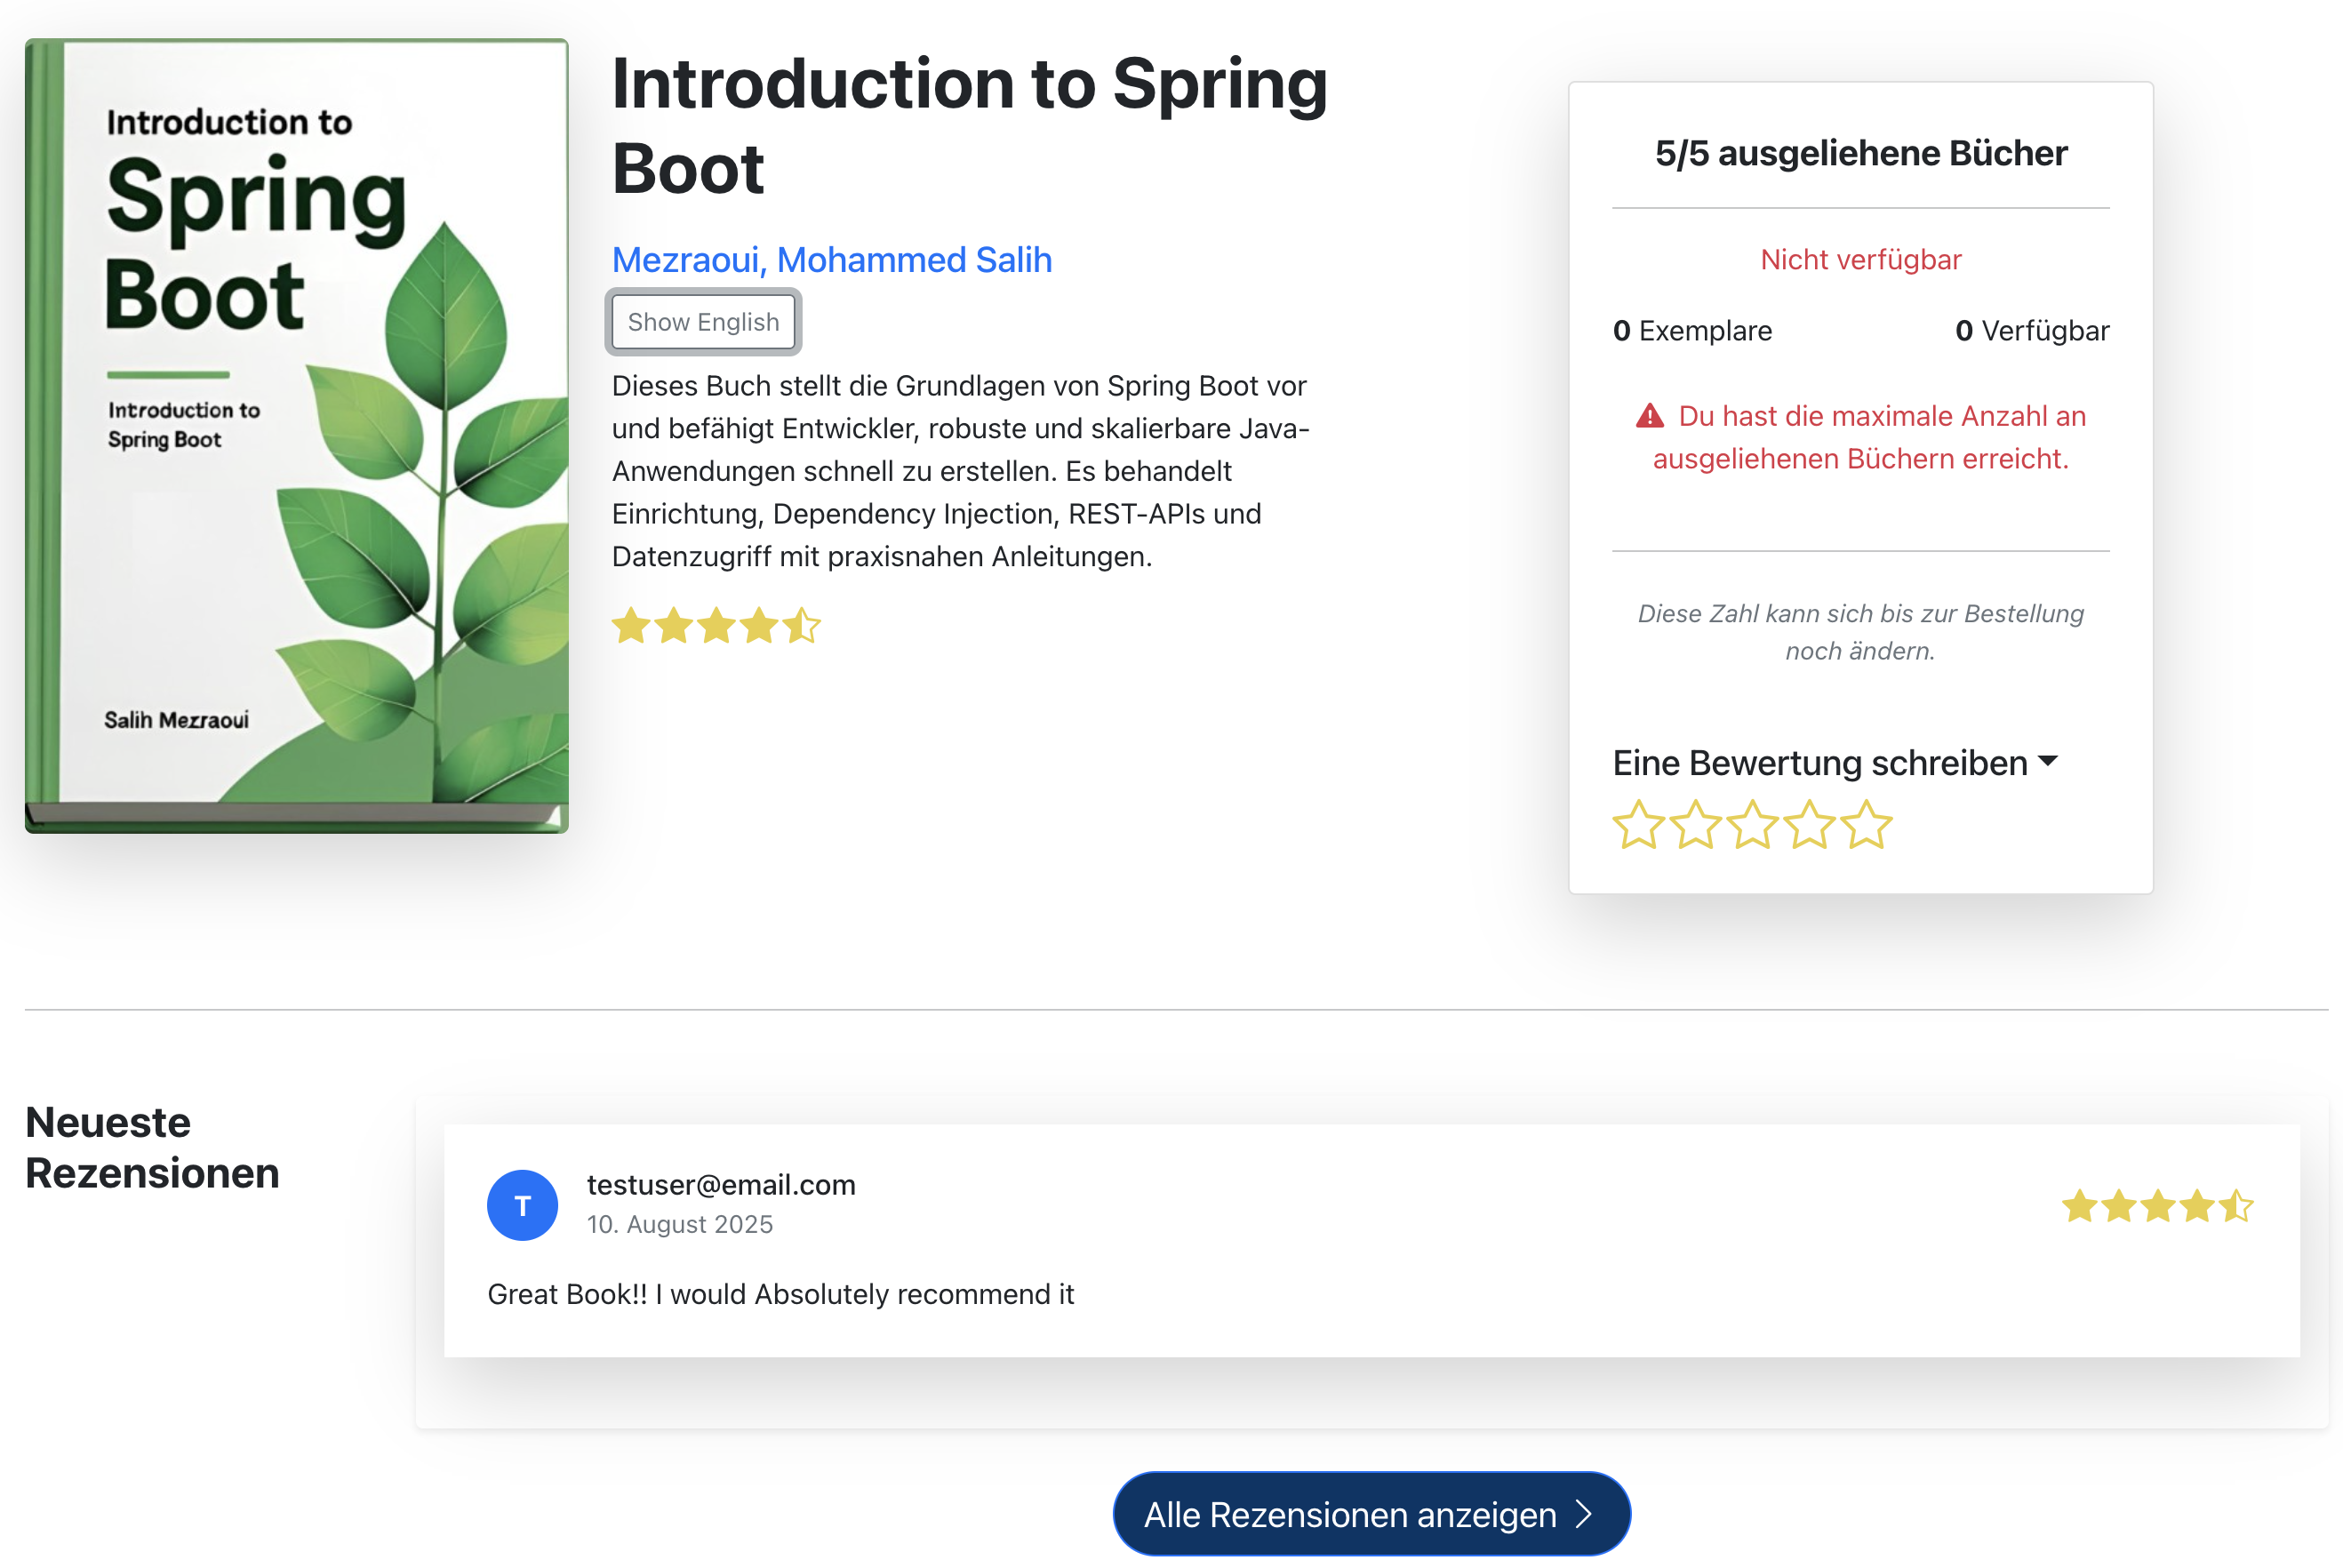 Introduction to
Spring
Boot
Introduction to
Spring Boot
Salih Mezraoui
Introduction to Spring
Boot
Mezraoui, Mohammed Salih
Show English
Dieses Buch stellt die Grundlagen von Spring Boot vor
und befähigt Entwickler, robuste und skalierbare Java-
Anwendungen schnell zu erstellen. Es behandelt
Einrichtung, Dependency Injection, REST-APIs und
Datenzugriff mit praxisnahen Anleitungen.
5/5 ausgeliehene Bücher
Nicht verfügbar
0 Exemplare 0 Verfügbar
Du hast die maximale Anzahl an
ausgeliehenen Büchern erreicht.
Diese Zahl kann sich bis zur Bestellung
noch ändern.
Eine Bewertung schreiben
Neueste
Rezensionen
T
testuser@email.com
10. August 2025
Great Book!! I would Absolutely recommend it
Alle Rezensionen anzeigen